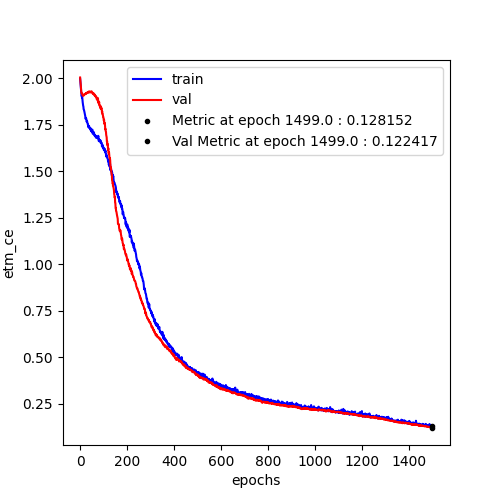 train
val
Metric at epoch 1499.0 : 0.128152
Val Metric at epoch 1499.0 : 0.122417
2.00
1.75
1.50
1.25
1.00
0.75
0.50
0.25
etm_ce
0 200 400 600 800 1000 1200 1400
epochs